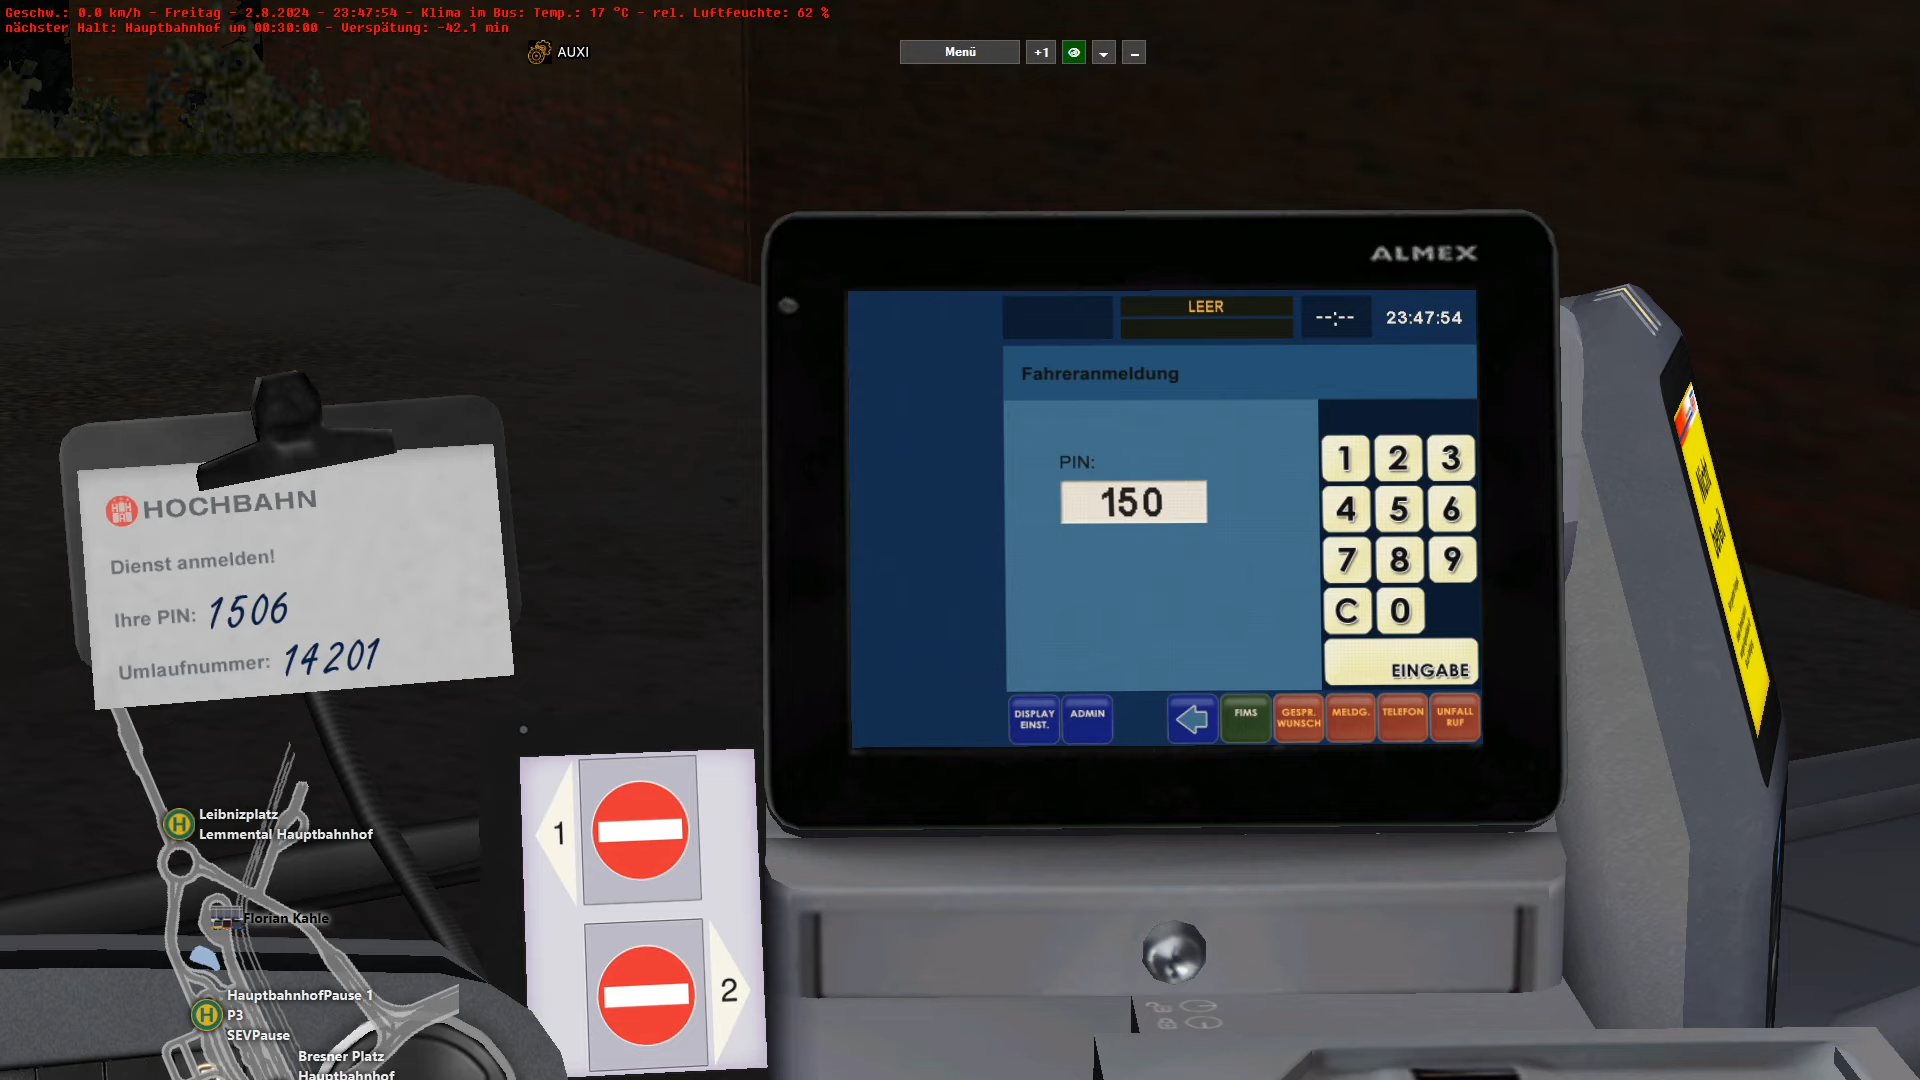 Geschw.: 0.0 km/h - Freitag - 2.8.2024 - 23:47:54 - Klima im Bus: Temp.: 17 °C - rel. Luftfeuchte: 62 %
nächster Halt: Hauptbahnhof um 00:30:00 - Verspätung: -42.1 min
AUXI
Menü
+1
ALMEX
LEER
--:--
23:47:54
Fahreranmeldung
PIN:
150
1 2 3
4 5 6
7 8 9
C 0
EINGABE
DISPLAY EINST.
ADMIN
FIMS
GESPR. WUNSCH
MELDG.
TELEFON
UNFALL RUF
HOCHBAHN
Dienst anmelden!
Ihre PIN: 1506
Umlaufnummer: 14201
Leibnizplatz
Lemmental Hauptbahnhof
Florian Kahle
HauptbahnhofPause 1
P3
SEVPause
Bresner Platz
Hauptbahnhof
H
H
1
2